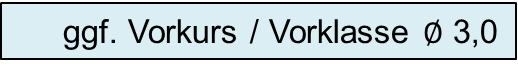 ggf. Vorkurs / Vorklasse ∅ 3,0